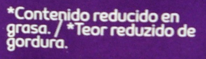 *Contenido reducido en
grasa. / *Teor reduzido de
gordura.